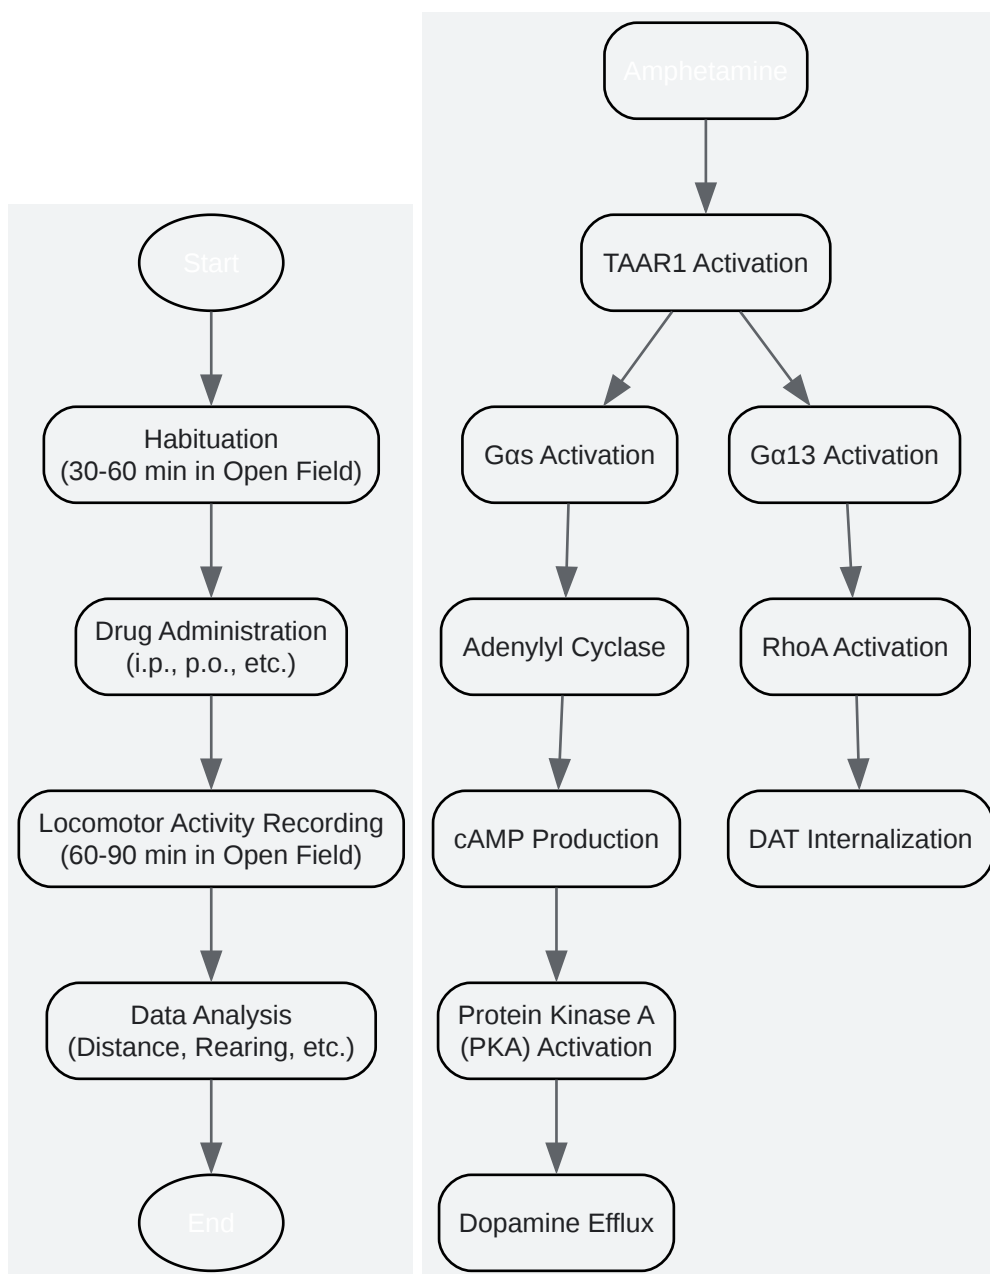 Start
Habituation
(30-60 min in Open Field)
Drug Administration
(i.p., p.o., etc.)
Locomotor Activity Recording
(60-90 min in Open Field)
Data Analysis
(Distance, Rearing, etc.)
End
Amphetamine
TAAR1 Activation
Gαs Activation
Adenylyl Cyclase
cAMP Production
Protein Kinase A
(PKA) Activation
Dopamine Efflux
Gα13 Activation
RhoA Activation
DAT Internalization